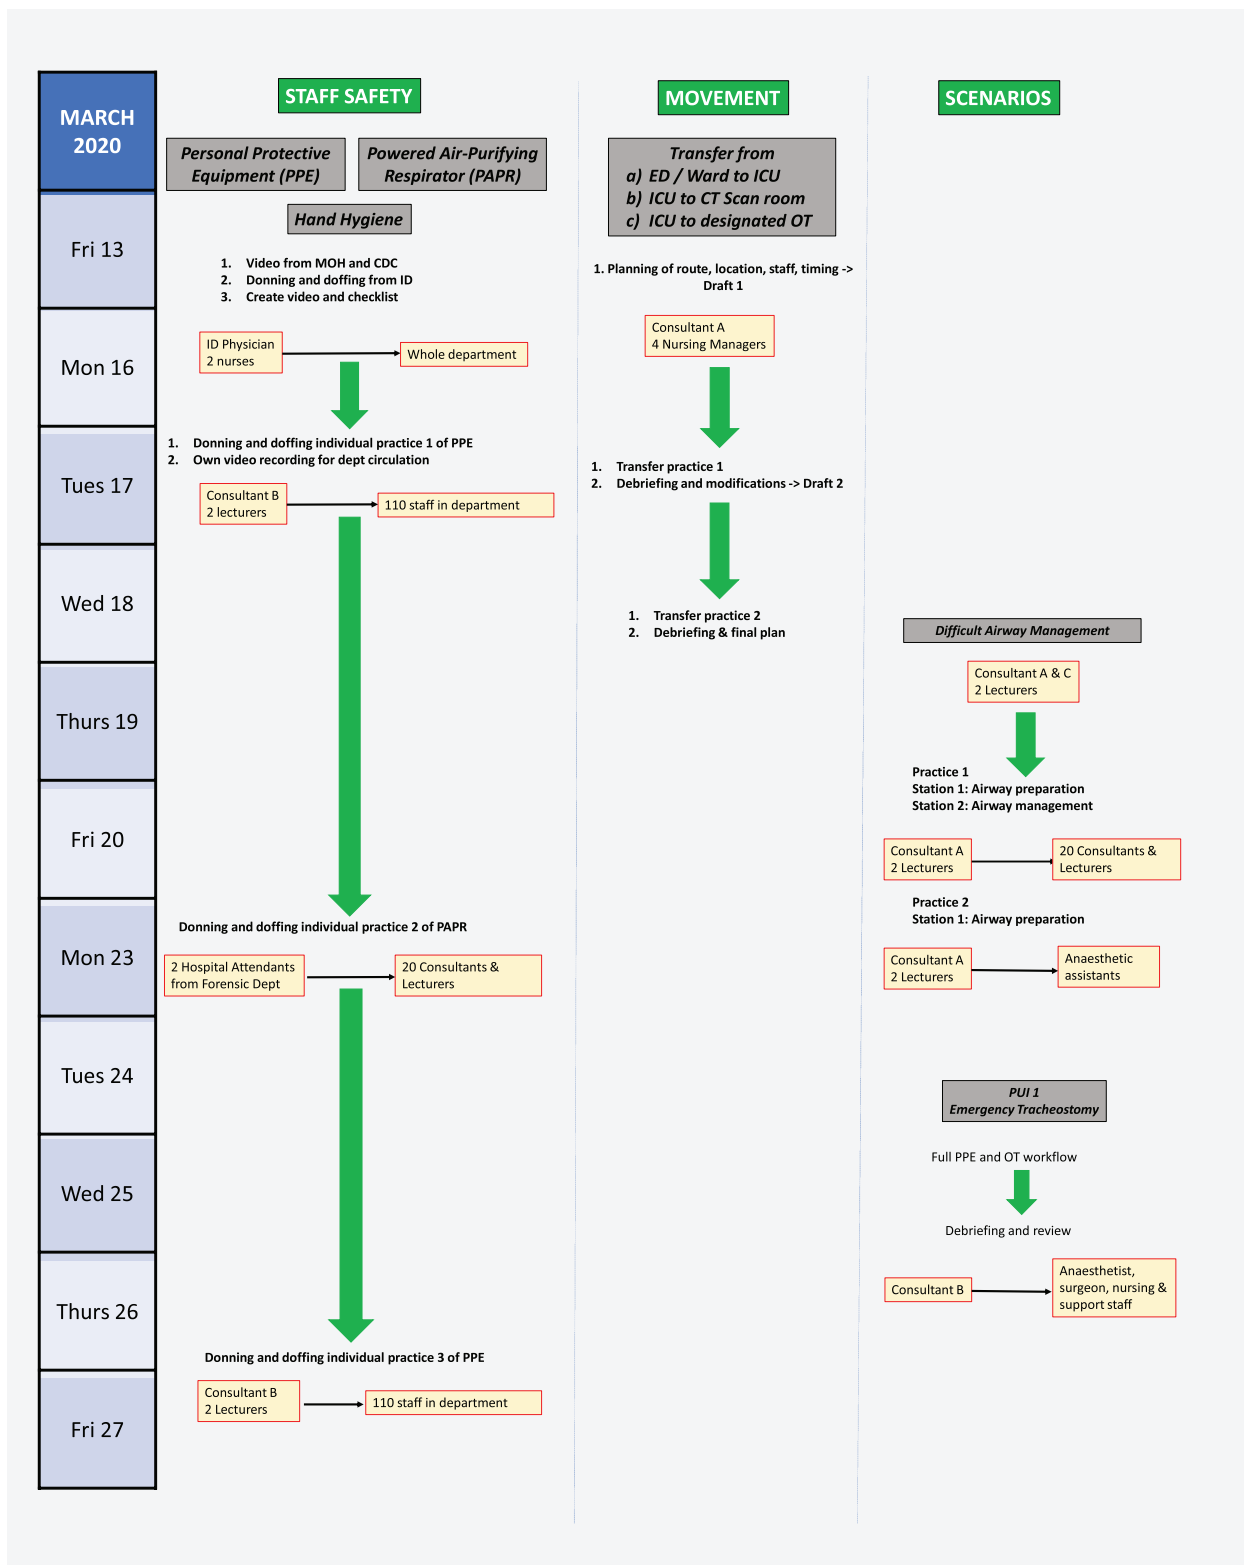 MARCH
2020
Fri 13
Mon 16
Tues 17
Wed 18
Thurs 19
Fri 20
Mon 23
Tues 24
Wed 25
Thurs 26
Fri 27
STAFF SAFETY
Personal Protective
Equipment (PPE)
Powered Air-Purifying
Respirator (PAPR)
Hand Hygiene
1. Video from MOH and CDC
2. Donning and doffing from ID
3. Create video and checklist
ID Physician
2 nurses
Whole department
1. Donning and doffing individual practice 1 of PPE
2. Own video recording for dept circulation
Consultant B
2 lecturers
110 staff in department
Donning and doffing individual practice 2 of PAPR
2 Hospital Attendants
from Forensic Dept
20 Consultants &
Lecturers
Donning and doffing individual practice 3 of PPE
Consultant B
2 Lecturers
110 staff in department
MOVEMENT
Transfer from
a) ED / Ward to ICU
b) ICU to CT Scan room
c) ICU to designated OT
1. Planning of route, location, staff, timing ->
Draft 1
Consultant A
4 Nursing Managers
1. Transfer practice 1
2. Debriefing and modifications -> Draft 2
1. Transfer practice 2
2. Debriefing & final plan
SCENARIOS
Difficult Airway Management
Consultant A & C
2 Lecturers
Practice 1
Station 1: Airway preparation
Station 2: Airway management
Consultant A
2 Lecturers
20 Consultants &
Lecturers
Practice 2
Station 1: Airway preparation
Consultant A
2 Lecturers
Anaesthetic
assistants
PUI 1
Emergency Tracheostomy
Full PPE and OT workflow
Debriefing and review
Consultant B
Anaesthetist,
surgeon, nursing &
support staff